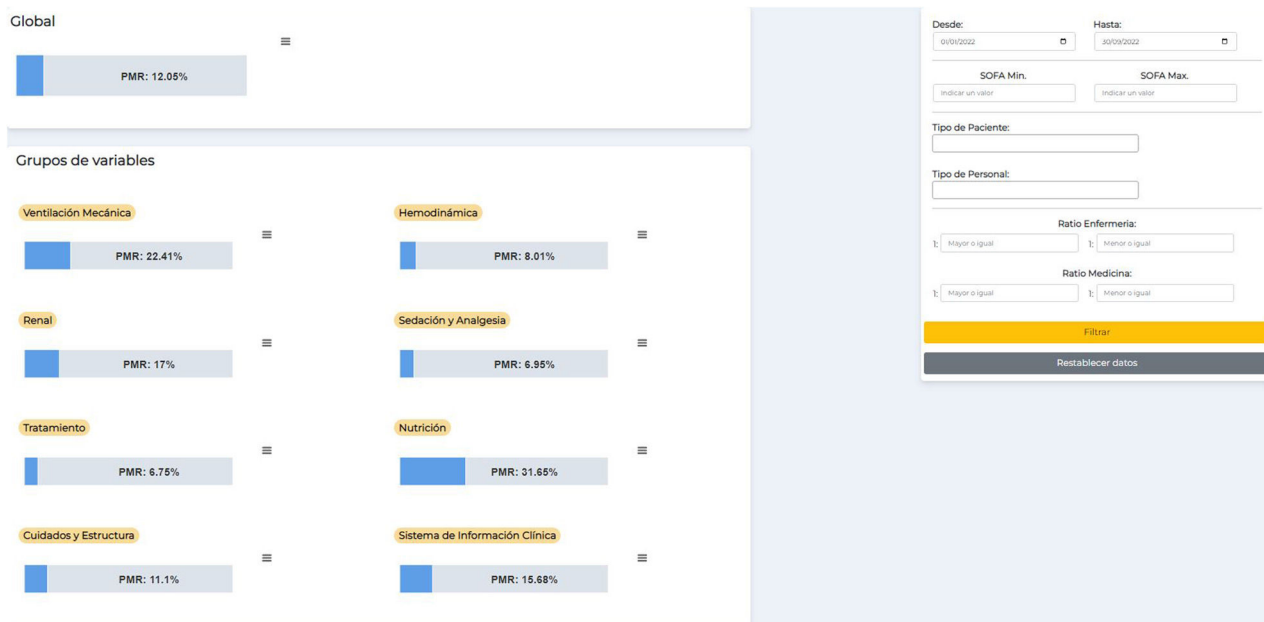 Global
PMR: 12.05%
Grupos de variables
Ventilación Mecánica
PMR: 22.41%
Hemodinámica
PMR: 8.01%
Renal
PMR: 17%
Sedación y Analgesia
PMR: 6.95%
Tratamiento
PMR: 6.75%
Nutrición
PMR: 31.65%
Cuidados y Estructura
PMR: 11.1%
Sistema de Información Clínica
PMR: 15.68%
Desde: Hasta:
01/01/2022 30/09/2022
SOFA Min. SOFA Max.
Indicar un valor Indicar un valor
Tipo de Paciente:
Tipo de Personal:
Ratio Enfermeria:
1: Mayor o igual 1: Menor o igual
Ratio Medicina:
1: Mayor o igual 1: Menor o igual
Filtrar
Restablecer datos